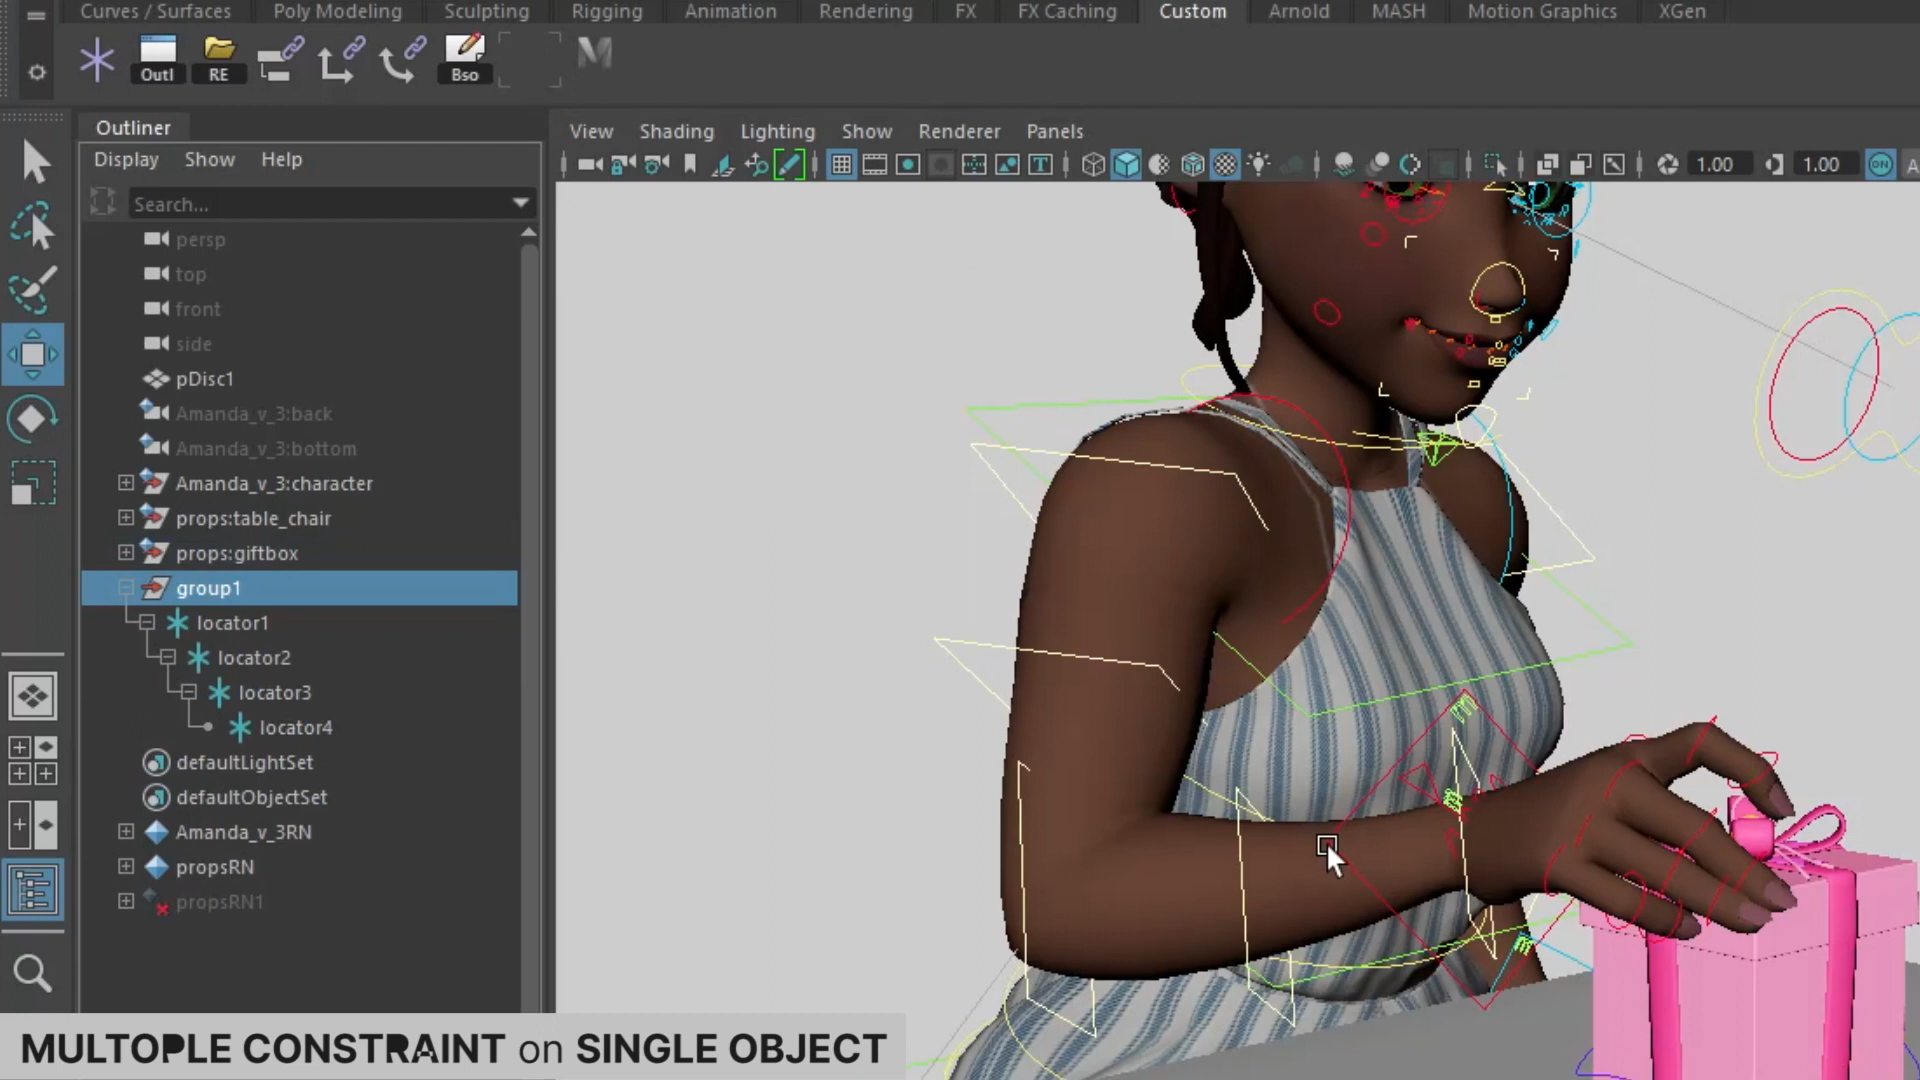 Curves / Surfaces Poly Modeling Sculpting Rigging Animation Rendering FX FX Caching Custom Arnold MASH Motion Graphics XGen
Outl RE Bso M
Outliner
Display Show Help
Search...
persp
top
front
side
pDisc1
Amanda_v_3:back
Amanda_v_3:bottom
Amanda_v_3:character
props:table_chair
props:giftbox
group1
locator1
locator2
locator3
locator4
defaultLightSet
defaultObjectSet
Amanda_v_3RN
propsRN
propsRN1
View Shading Lighting Show Renderer Panels
1.00 1.00 ON A
MULTOPLE CONSTRAINT on SINGLE OBJECT